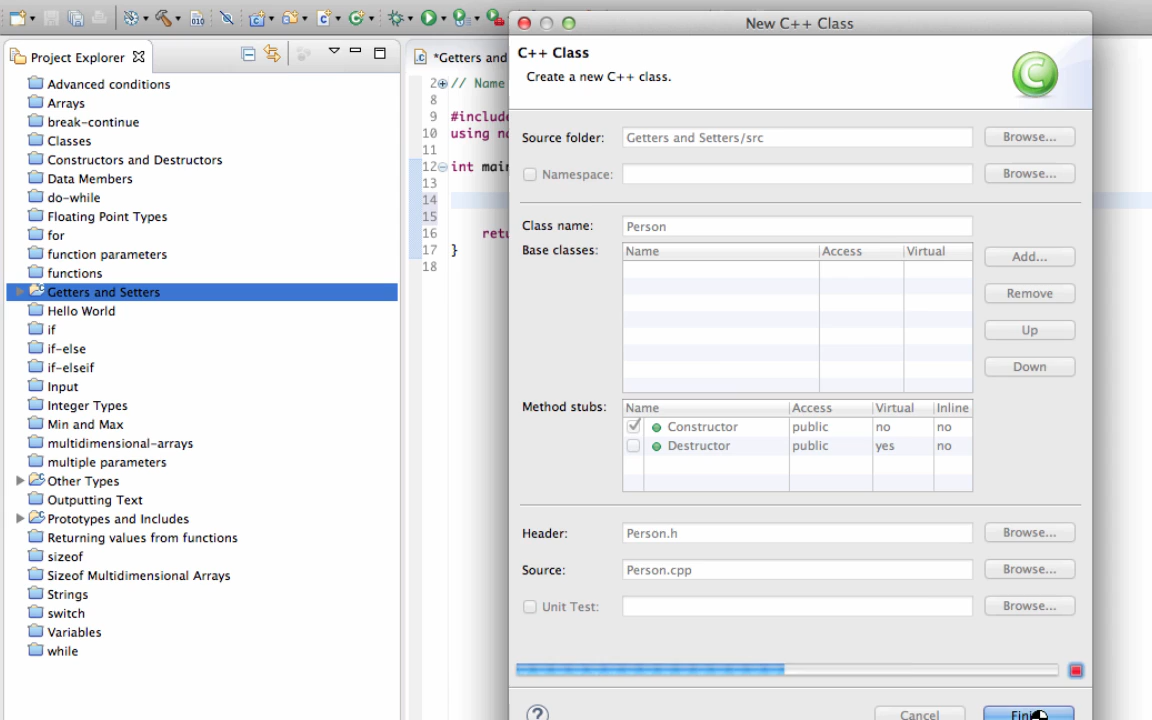 New C++ Class
Project Explorer
*Getters and
C++ Class
Create a new C++ class.
Advanced conditions
Arrays
break-continue
Classes
Constructors and Destructors
Data Members
do-while
Floating Point Types
for
function parameters
functions
Getters and Setters
Hello World
if
if-else
if-elseif
Input
Integer Types
Min and Max
multidimensional-arrays
multiple parameters
Other Types
Outputting Text
Prototypes and Includes
Returning values from functions
sizeof
Sizeof Multidimensional Arrays
Strings
switch
Variables
while
2 // Name
8
9 #include
10 using
11
12 int main
13
14
15
16
17 }
18
Source folder: Getters and Setters/src Browse...
Namespace: Browse...
Class name: Person
Base classes: Name Access Virtual
Add...
Remove
Up
Down
Method stubs: Name Access Virtual Inline
Constructor public no no
Destructor public yes no
Header: Person.h Browse...
Source: Person.cpp Browse...
Unit Test: Browse...
?
Cancel